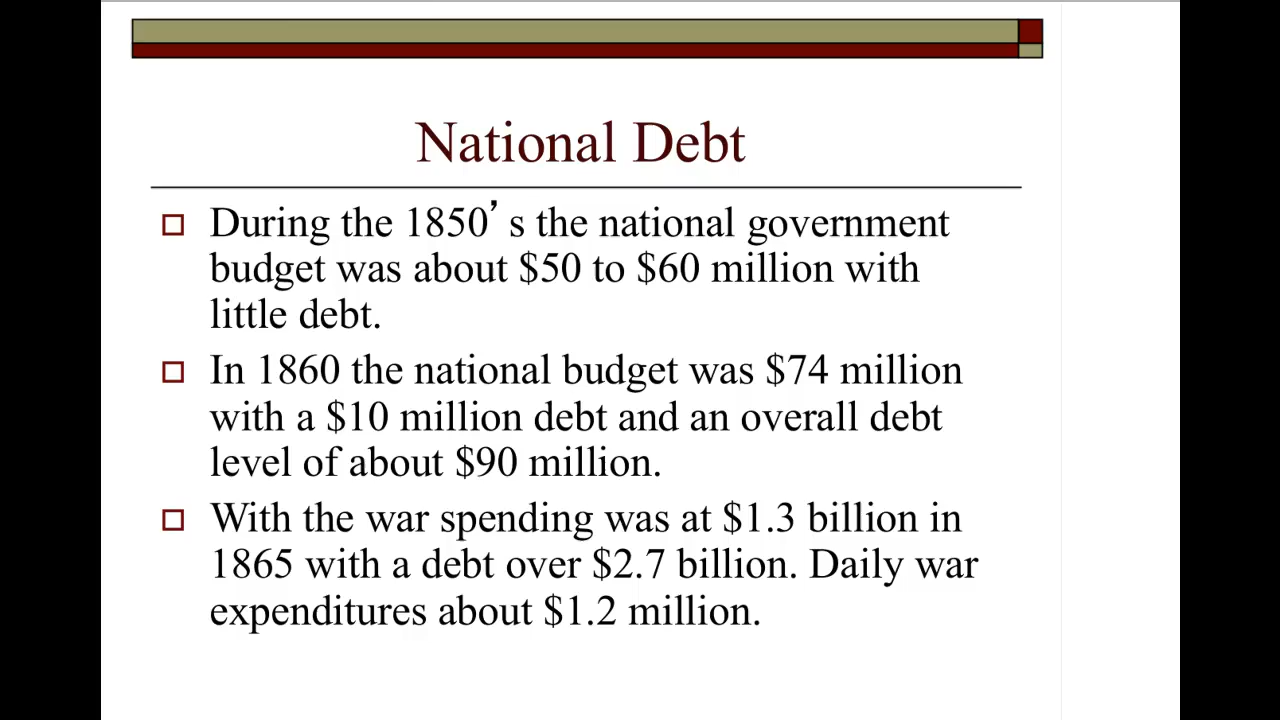 National Debt
During the 1850’s the national government
budget was about $50 to $60 million with
little debt.
In 1860 the national budget was $74 million
with a $10 million debt and an overall debt
level of about $90 million.
With the war spending was at $1.3 billion in
1865 with a debt over $2.7 billion. Daily war
expenditures about $1.2 million.